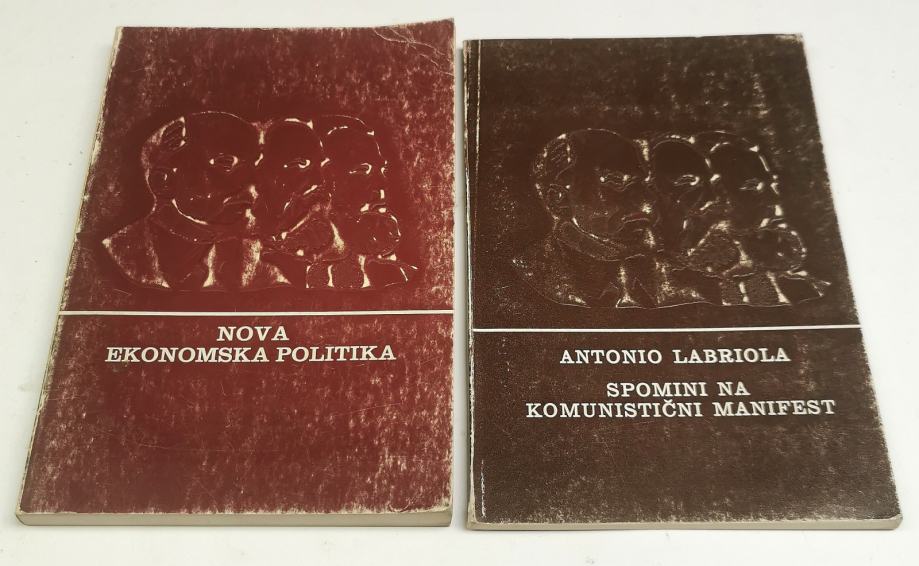 NOVA
EKONOMSKA POLITIKA
ANTONIO LABRIOLA
SPOMINI NA
KOMUNISTIČNI MANIFEST